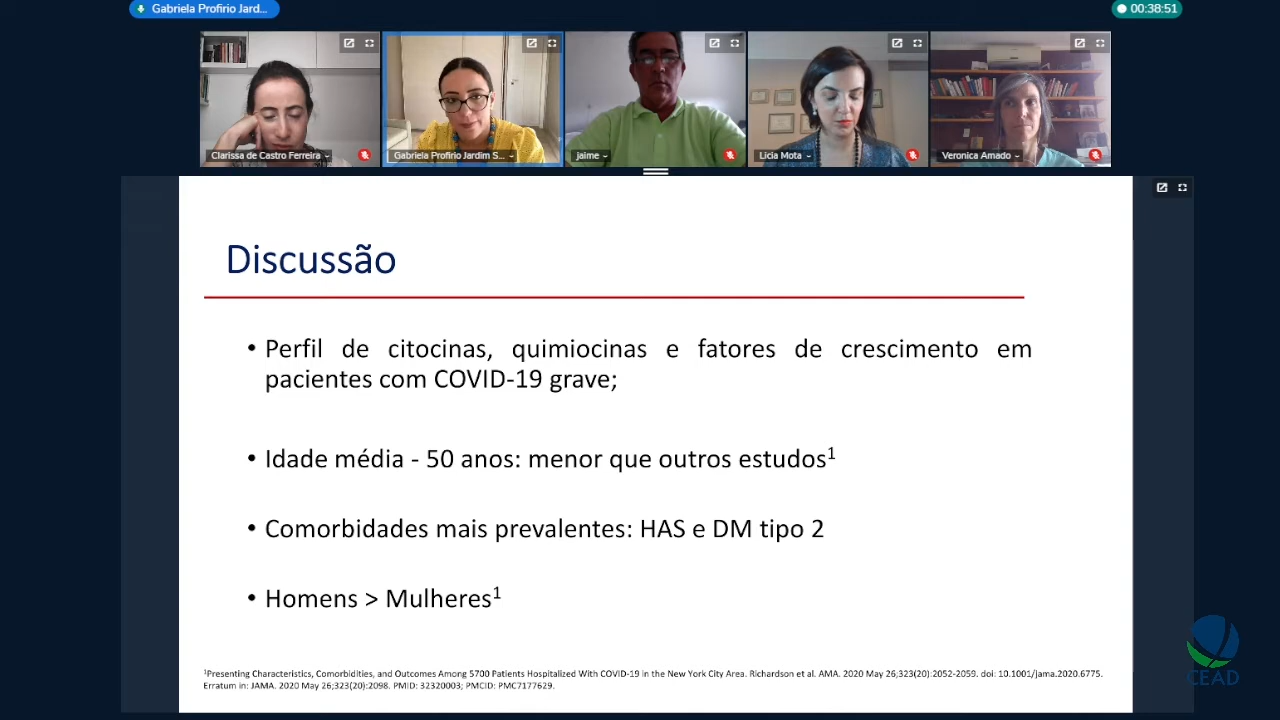 Gabriela Profirio Jard...
00:38:51
Clarissa de Castro Ferreira
Gabriela Profirio Jardim S...
jaime
Licia Mota
Veronica Amado
Discussão
• Perfil de citocinas, quimiocinas e fatores de crescimento em
pacientes com COVID-19 grave;
• Idade média - 50 anos: menor que outros estudos¹
• Comorbidades mais prevalentes: HAS e DM tipo 2
• Homens > Mulheres¹
¹Presenting Characteristics, Comorbidities, and Outcomes Among 5700 Patients Hospitalized With COVID-19 in the New York City Area. Richardson et al. AMA. 2020 May 26;323(20):2052-2059. doi: 10.1001/jama.2020.6775.
Erratum in: JAMA. 2020 May 26;323(20):2098. PMID: 32320003; PMCID: PMC7177629.
CEAD